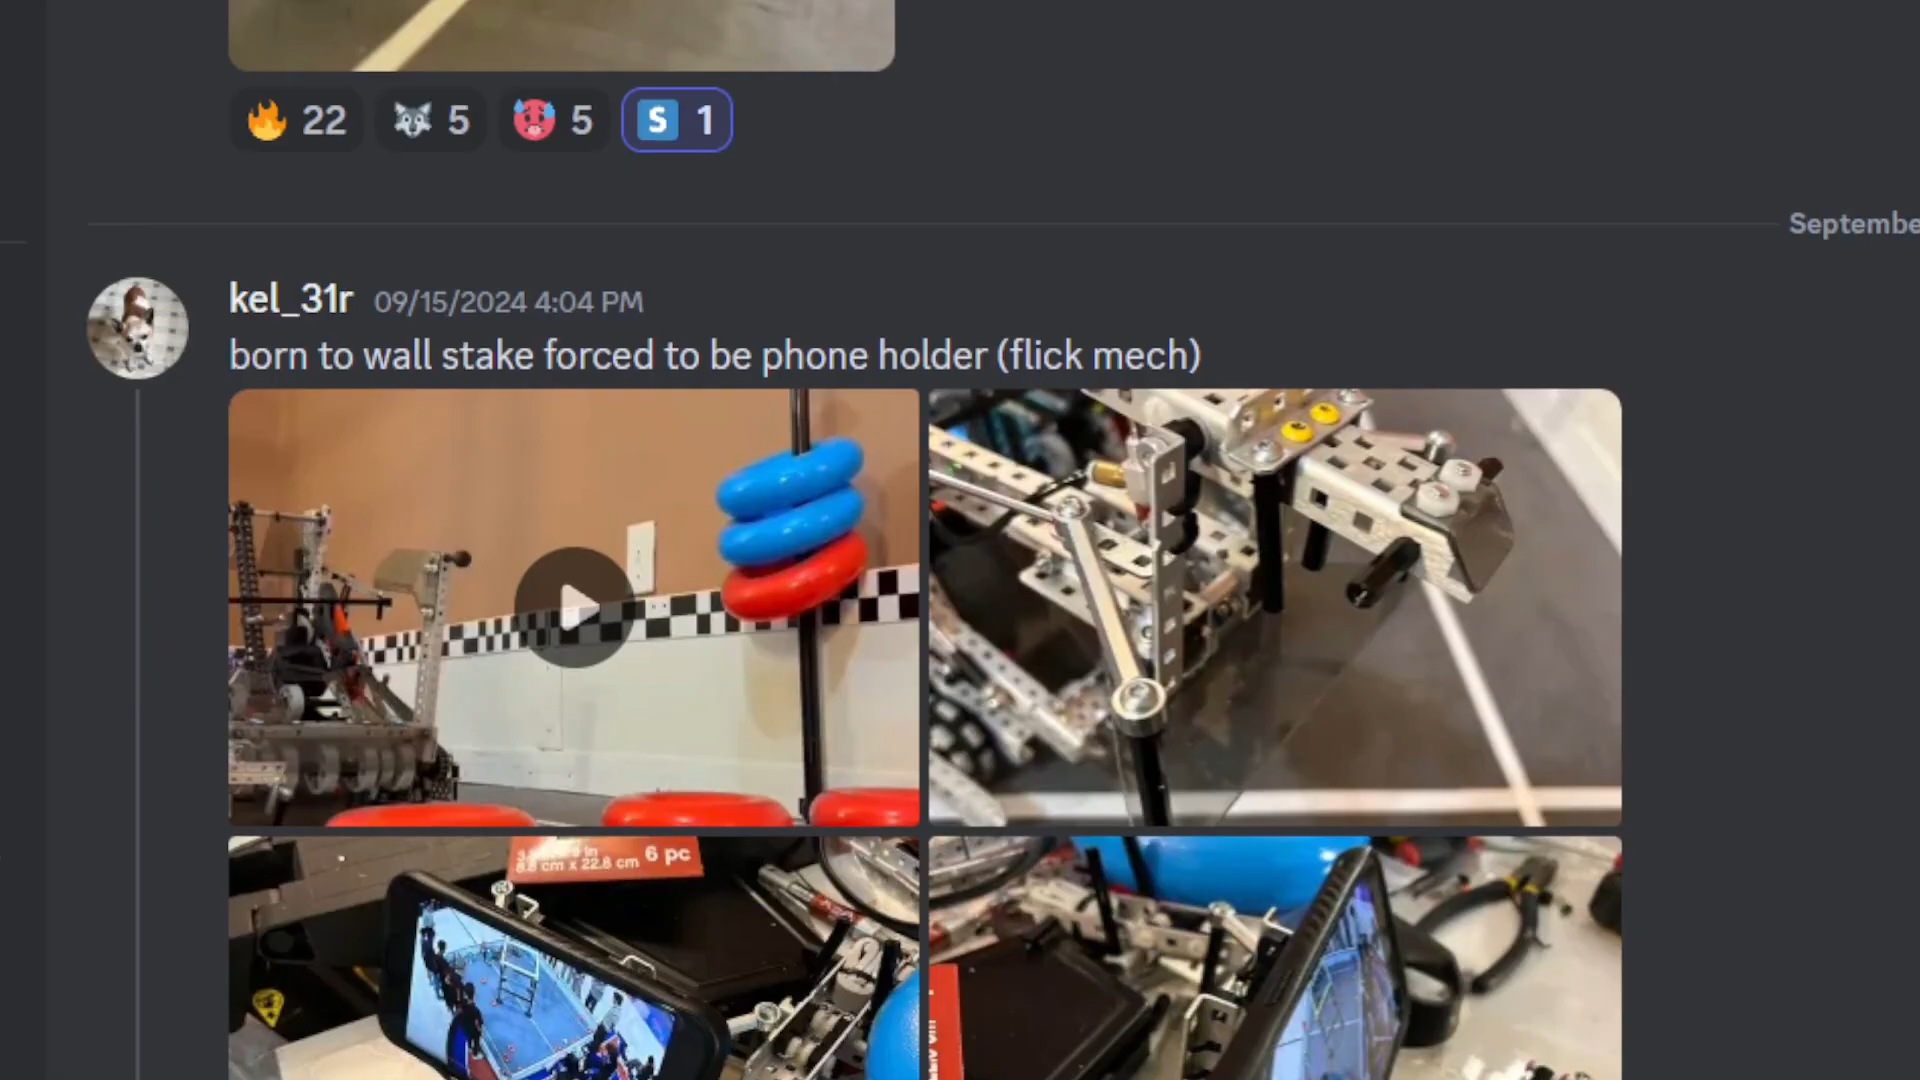 22 5 5 S 1
Septembe
kel_31r 09/15/2024 4:04 PM
born to wall stake forced to be phone holder (flick mech)
cm x 22.8 cm 6 pc